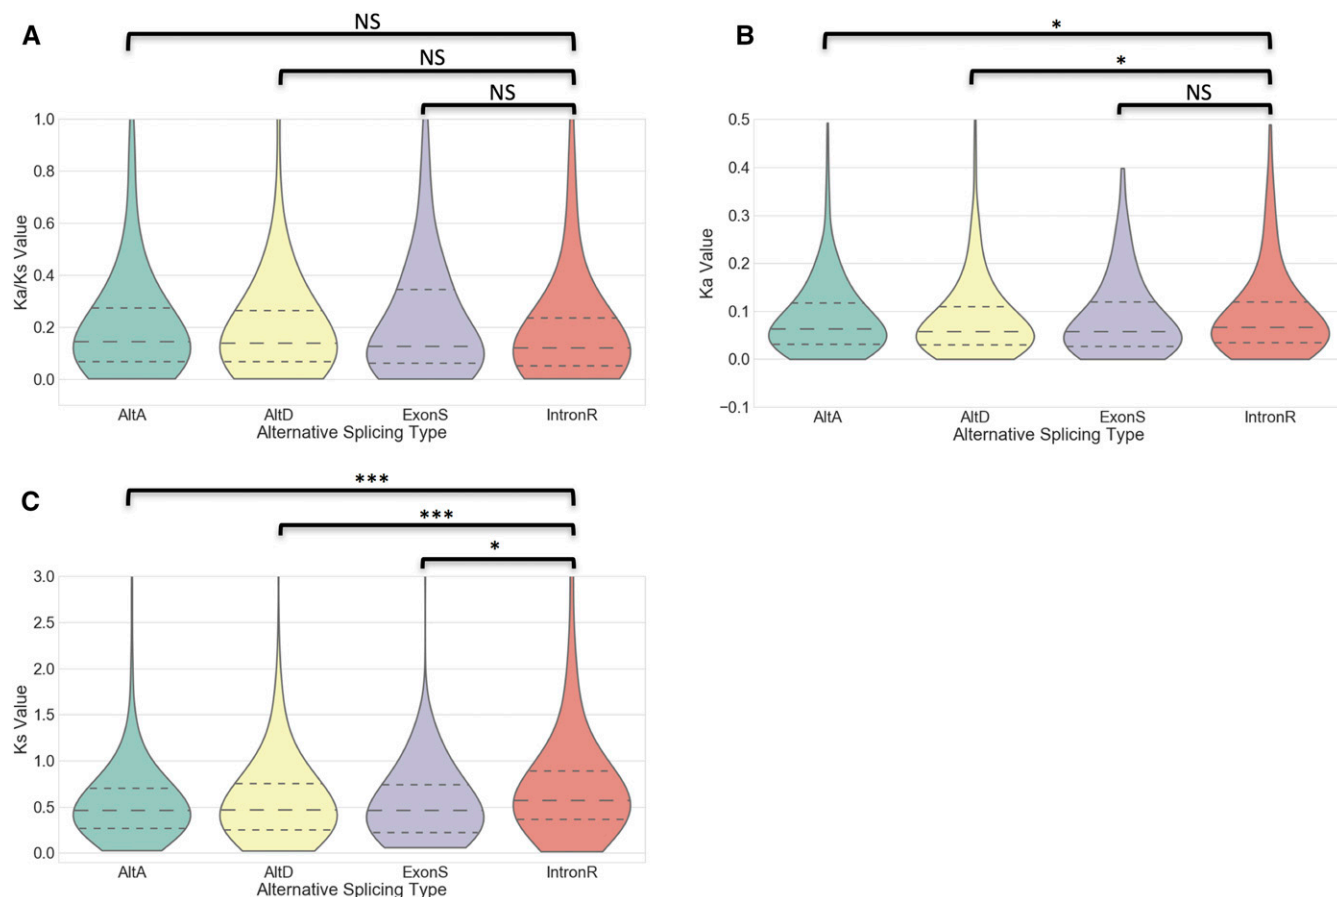 A
NS
NS
NS
1.0
0.8
0.6
0.4
0.2
0.0
Ka/Ks Value
AltA AltD ExonS IntronR
Alternative Splicing Type
B
*
*
NS
0.5
0.4
0.3
0.2
0.1
0.0
−0.1
Ka Value
AltA AltD ExonS IntronR
Alternative Splicing Type
C
***
***
*
3.0
2.5
2.0
1.5
1.0
0.5
0.0
Ks Value
AltA AltD ExonS IntronR
Alternative Splicing Type